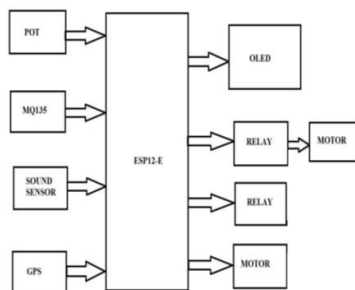 POT
OLED
MQ135
ESP12-E
RELAY
MOTOR
SOUND
SENSOR
RELAY
GPS
MOTOR